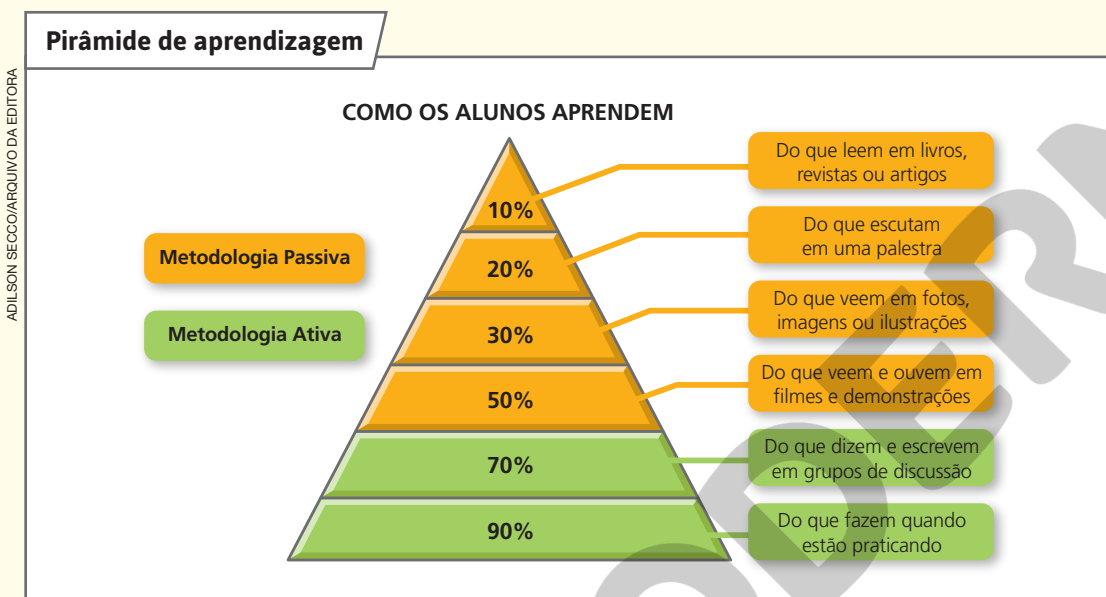 Pirâmide de aprendizagem
ADILSON SECCO/ARQUIVO DA EDITORA
COMO OS ALUNOS APRENDEM
Metodologia Passiva
Metodologia Ativa
10%
Do que leem em livros,
revistas ou artigos
20%
Do que escutam
em uma palestra
30%
Do que veem em fotos,
imagens ou ilustrações
50%
Do que veem e ouvem em
filmes e demonstrações
70%
Do que dizem e escrevem
em grupos de discussão
90%
Do que fazem quando
estão praticando